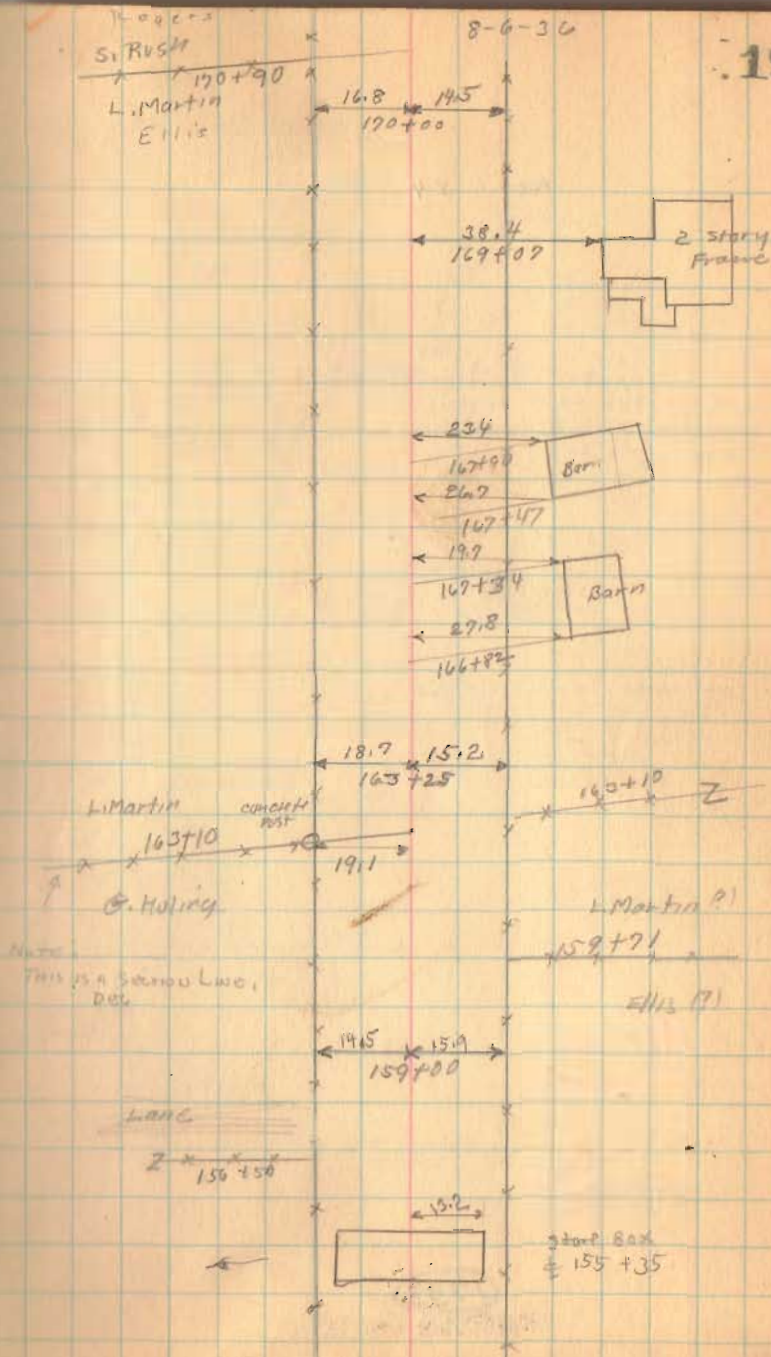 Rogers
8-6-36
S. Rush
170+90
L. Martin
Ellis
16.8 14.5
170+00
38.4
169+07
2 Story
Frame
23.4
167+90
Barn
26.7
167+47
19.7
167+34
Barn
27.8
166+82
18.7 15.2
163+25
163+10
L. Martin
concrete
post
163+10
19.1
G. Huling
L. Martin (?)
159+71
Note:
This is a section Line.
Ellis (?)
14.5 15.9
159+00
Lane
156+50
13.2
Stone Box
155+35